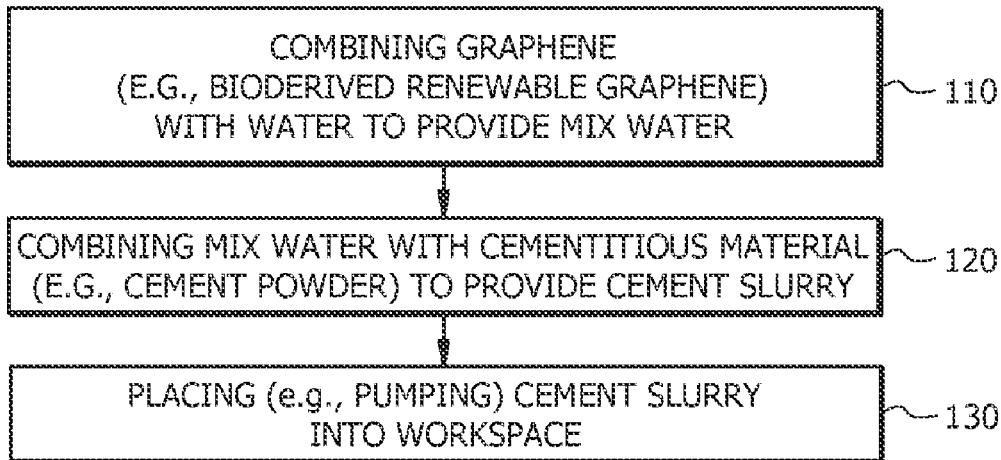 COMBINING GRAPHENE
(E.G., BIODERIVED RENEWABLE GRAPHENE)
WITH WATER TO PROVIDE MIX WATER
110
COMBINING MIX WATER WITH CEMENTITIOUS MATERIAL
(E.G., CEMENT POWDER) TO PROVIDE CEMENT SLURRY
120
PLACING (e.g., PUMPING) CEMENT SLURRY
INTO WORKSPACE
130